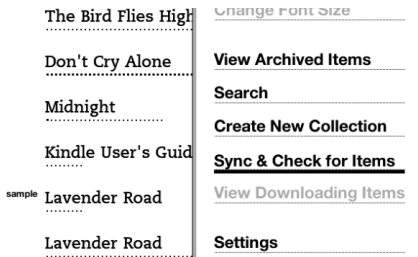 The Bird Flies High
Don't Cry Alone
Midnight
Kindle User's Guid
sample
Lavender Road
Lavender Road
Change Font Size
View Archived Items
Search
Create New Collection
Sync & Check for Items
View Downloading Items
Settings